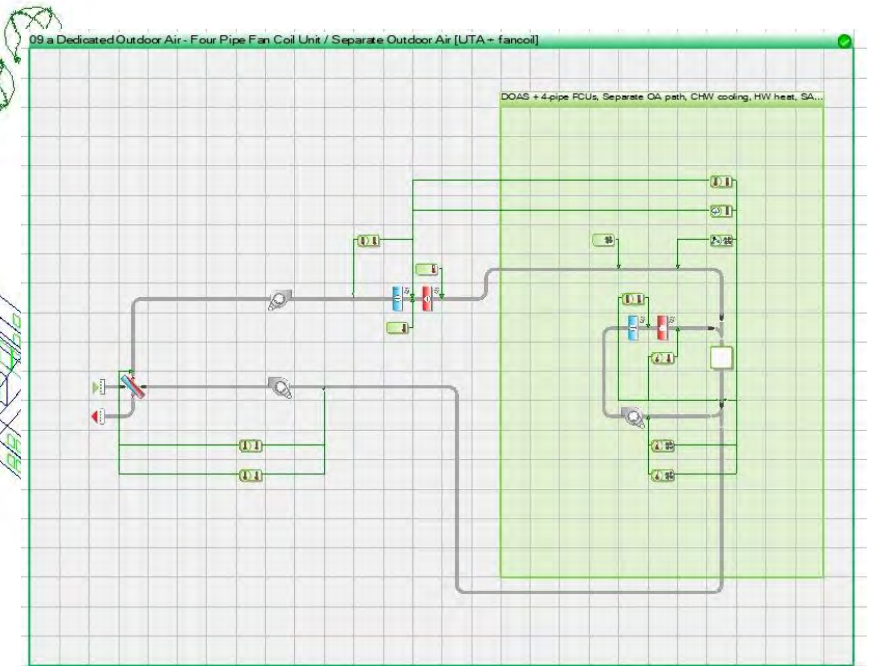 09 a Dedicated Outdoor Air - Four Pipe Fan Coil Unit / Separate Outdoor Air [UTA + fancoil]
DOAS + 4-pipe FCUs, Separate OA path, CHW cooling, HW heat, SA...